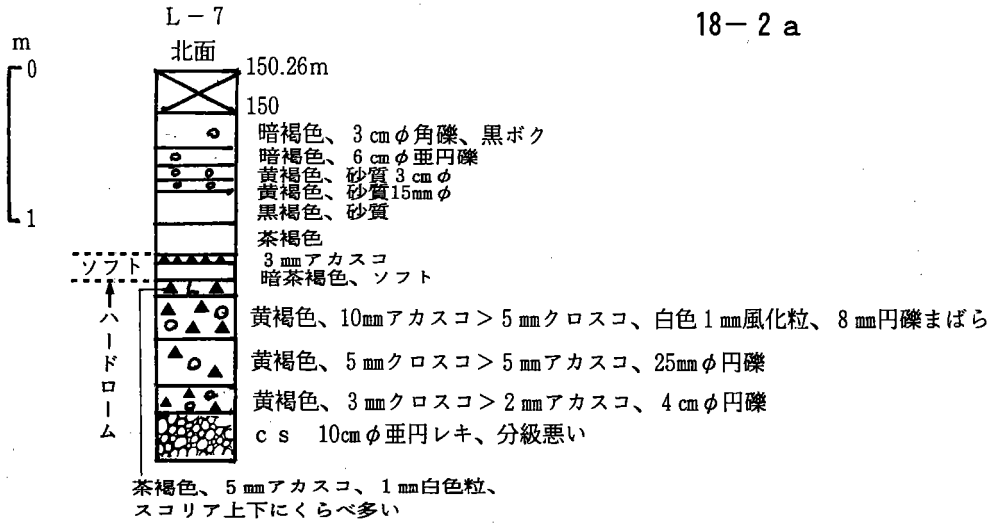 L－7
18－2 a
m
北面
0
150.26m
150
暗褐色、3㎝φ角礫、黒ボク
暗褐色、6㎝φ亜円礫
黄褐色、砂質3㎝φ
黄褐色、砂質15㎜φ
黒褐色、砂質
1
茶褐色
3㎜アカスコ
ソフト
暗茶褐色、ソフト
ハードローム
黄褐色、10㎜アカスコ＞5㎜クロスコ、白色1㎜風化粒、8㎜円礫まばら
黄褐色、5㎜クロスコ＞5㎜アカスコ、25㎜φ円礫
黄褐色、3㎜クロスコ＞2㎜アカスコ、4㎝φ円礫
cs 10㎝φ亜円レキ、分級悪い
茶褐色、5㎜アカスコ、1㎜白色粒、
スコリア上下にくらべ多い